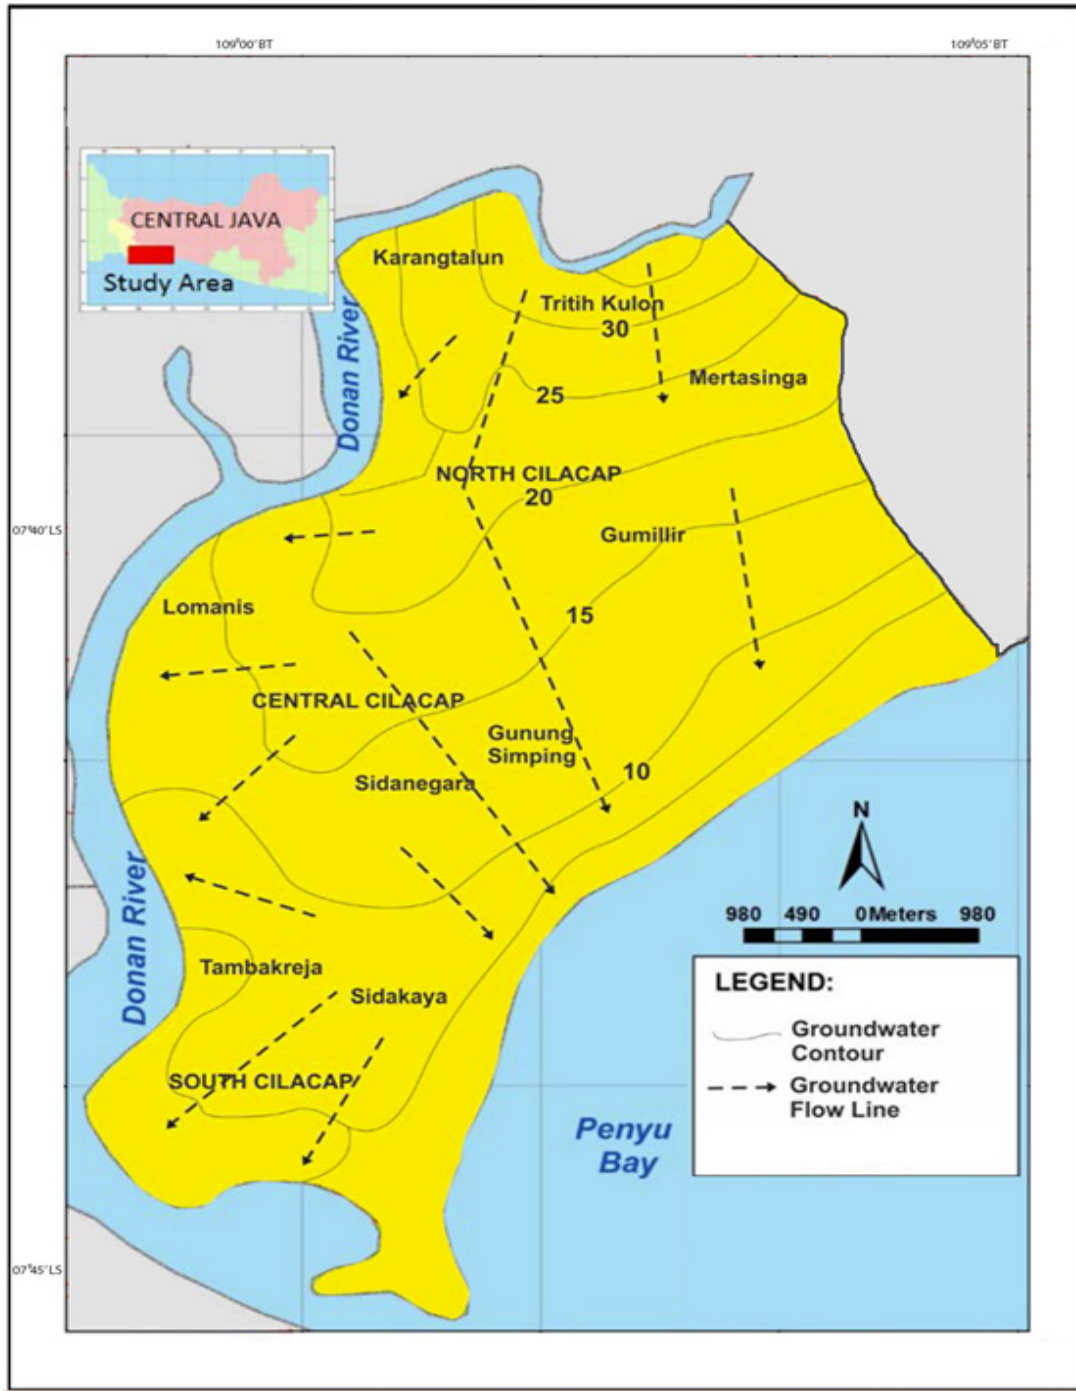 109°00'BT
109°05'BT
CENTRAL JAVA
Study Area
Karangtalun
Tritih Kulon
30
Donan River
Mertasinga
25
NORTH CILACAP
20
07°40'LS
Gumillir
Lomanis
15
CENTRAL CILACAP
Gunung
Simping
10
Sidanegara
N
Donan River
980 490 0Meters 980
Tambakreja
Sidakaya
LEGEND:
Groundwater
Contour
Groundwater
Flow Line
SOUTH CILACAP
Penyu
Bay
07°45'LS